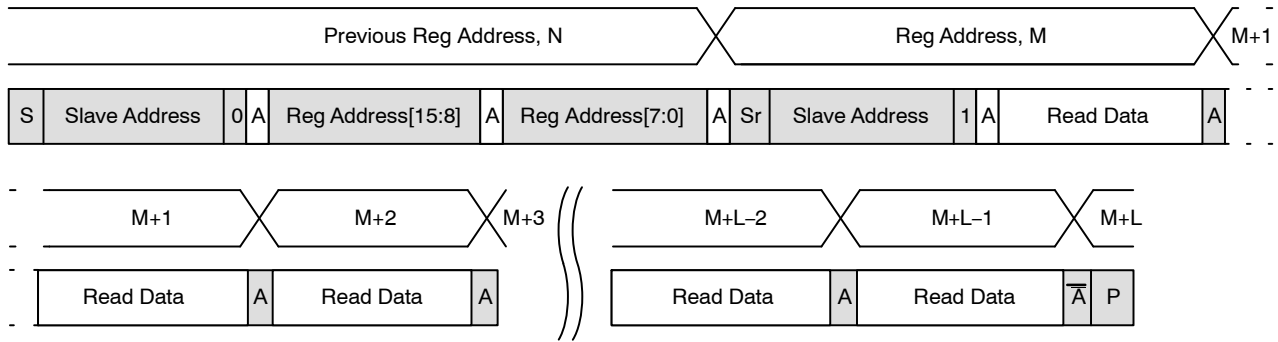 Previous Reg Address, N Reg Address, M M+1
S Slave Address 0 A Reg Address[15:8] A Reg Address[7:0] A Sr Slave Address 1 A Read Data A
M+1 M+2 M+3 M+L−2 M+L−1 M+L
Read Data A Read Data A Read Data A Read Data A̅ P